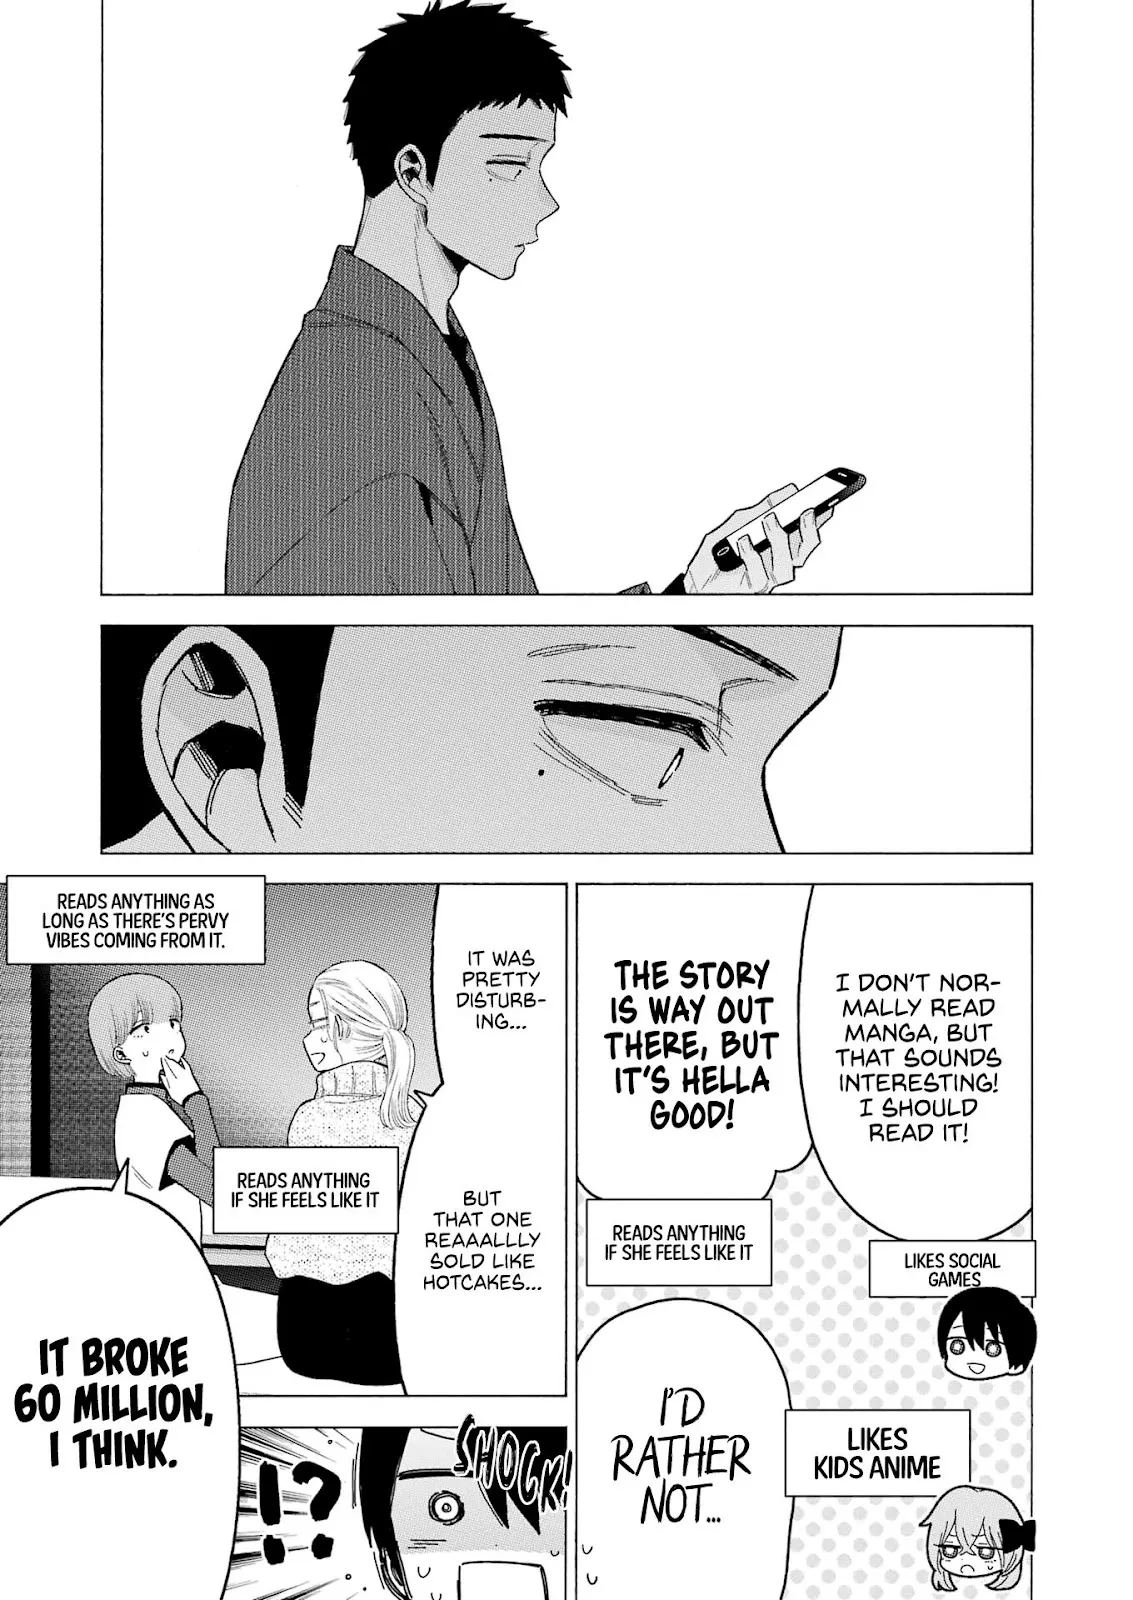 I DON'T NOR-
MALLY READ
MANGA, BUT
THAT SOUNDS
INTERESTING!
I SHOULD
READ IT!
LIKES SOCIAL
GAMES
THE STORY
IS WAY OUT
THERE, BUT
IT'S HELLA
GOOD!
READS ANYTHING
IF SHE FEELS LIKE IT
LIKES
KIDS ANIME
I'D
RATHER
NOT...
IT WAS
PRETTY
DISTURB-
ING...
BUT
THAT ONE
REAAALLLY
SOLD LIKE
HOTCAKES...
READS ANYTHING
IF SHE FEELS LIKE IT
READS ANYTHING AS
LONG AS THERE'S PERVY
VIBES COMING FROM IT.
IT BROKE
60 MILLION,
I THINK.
SHOCK!
!?